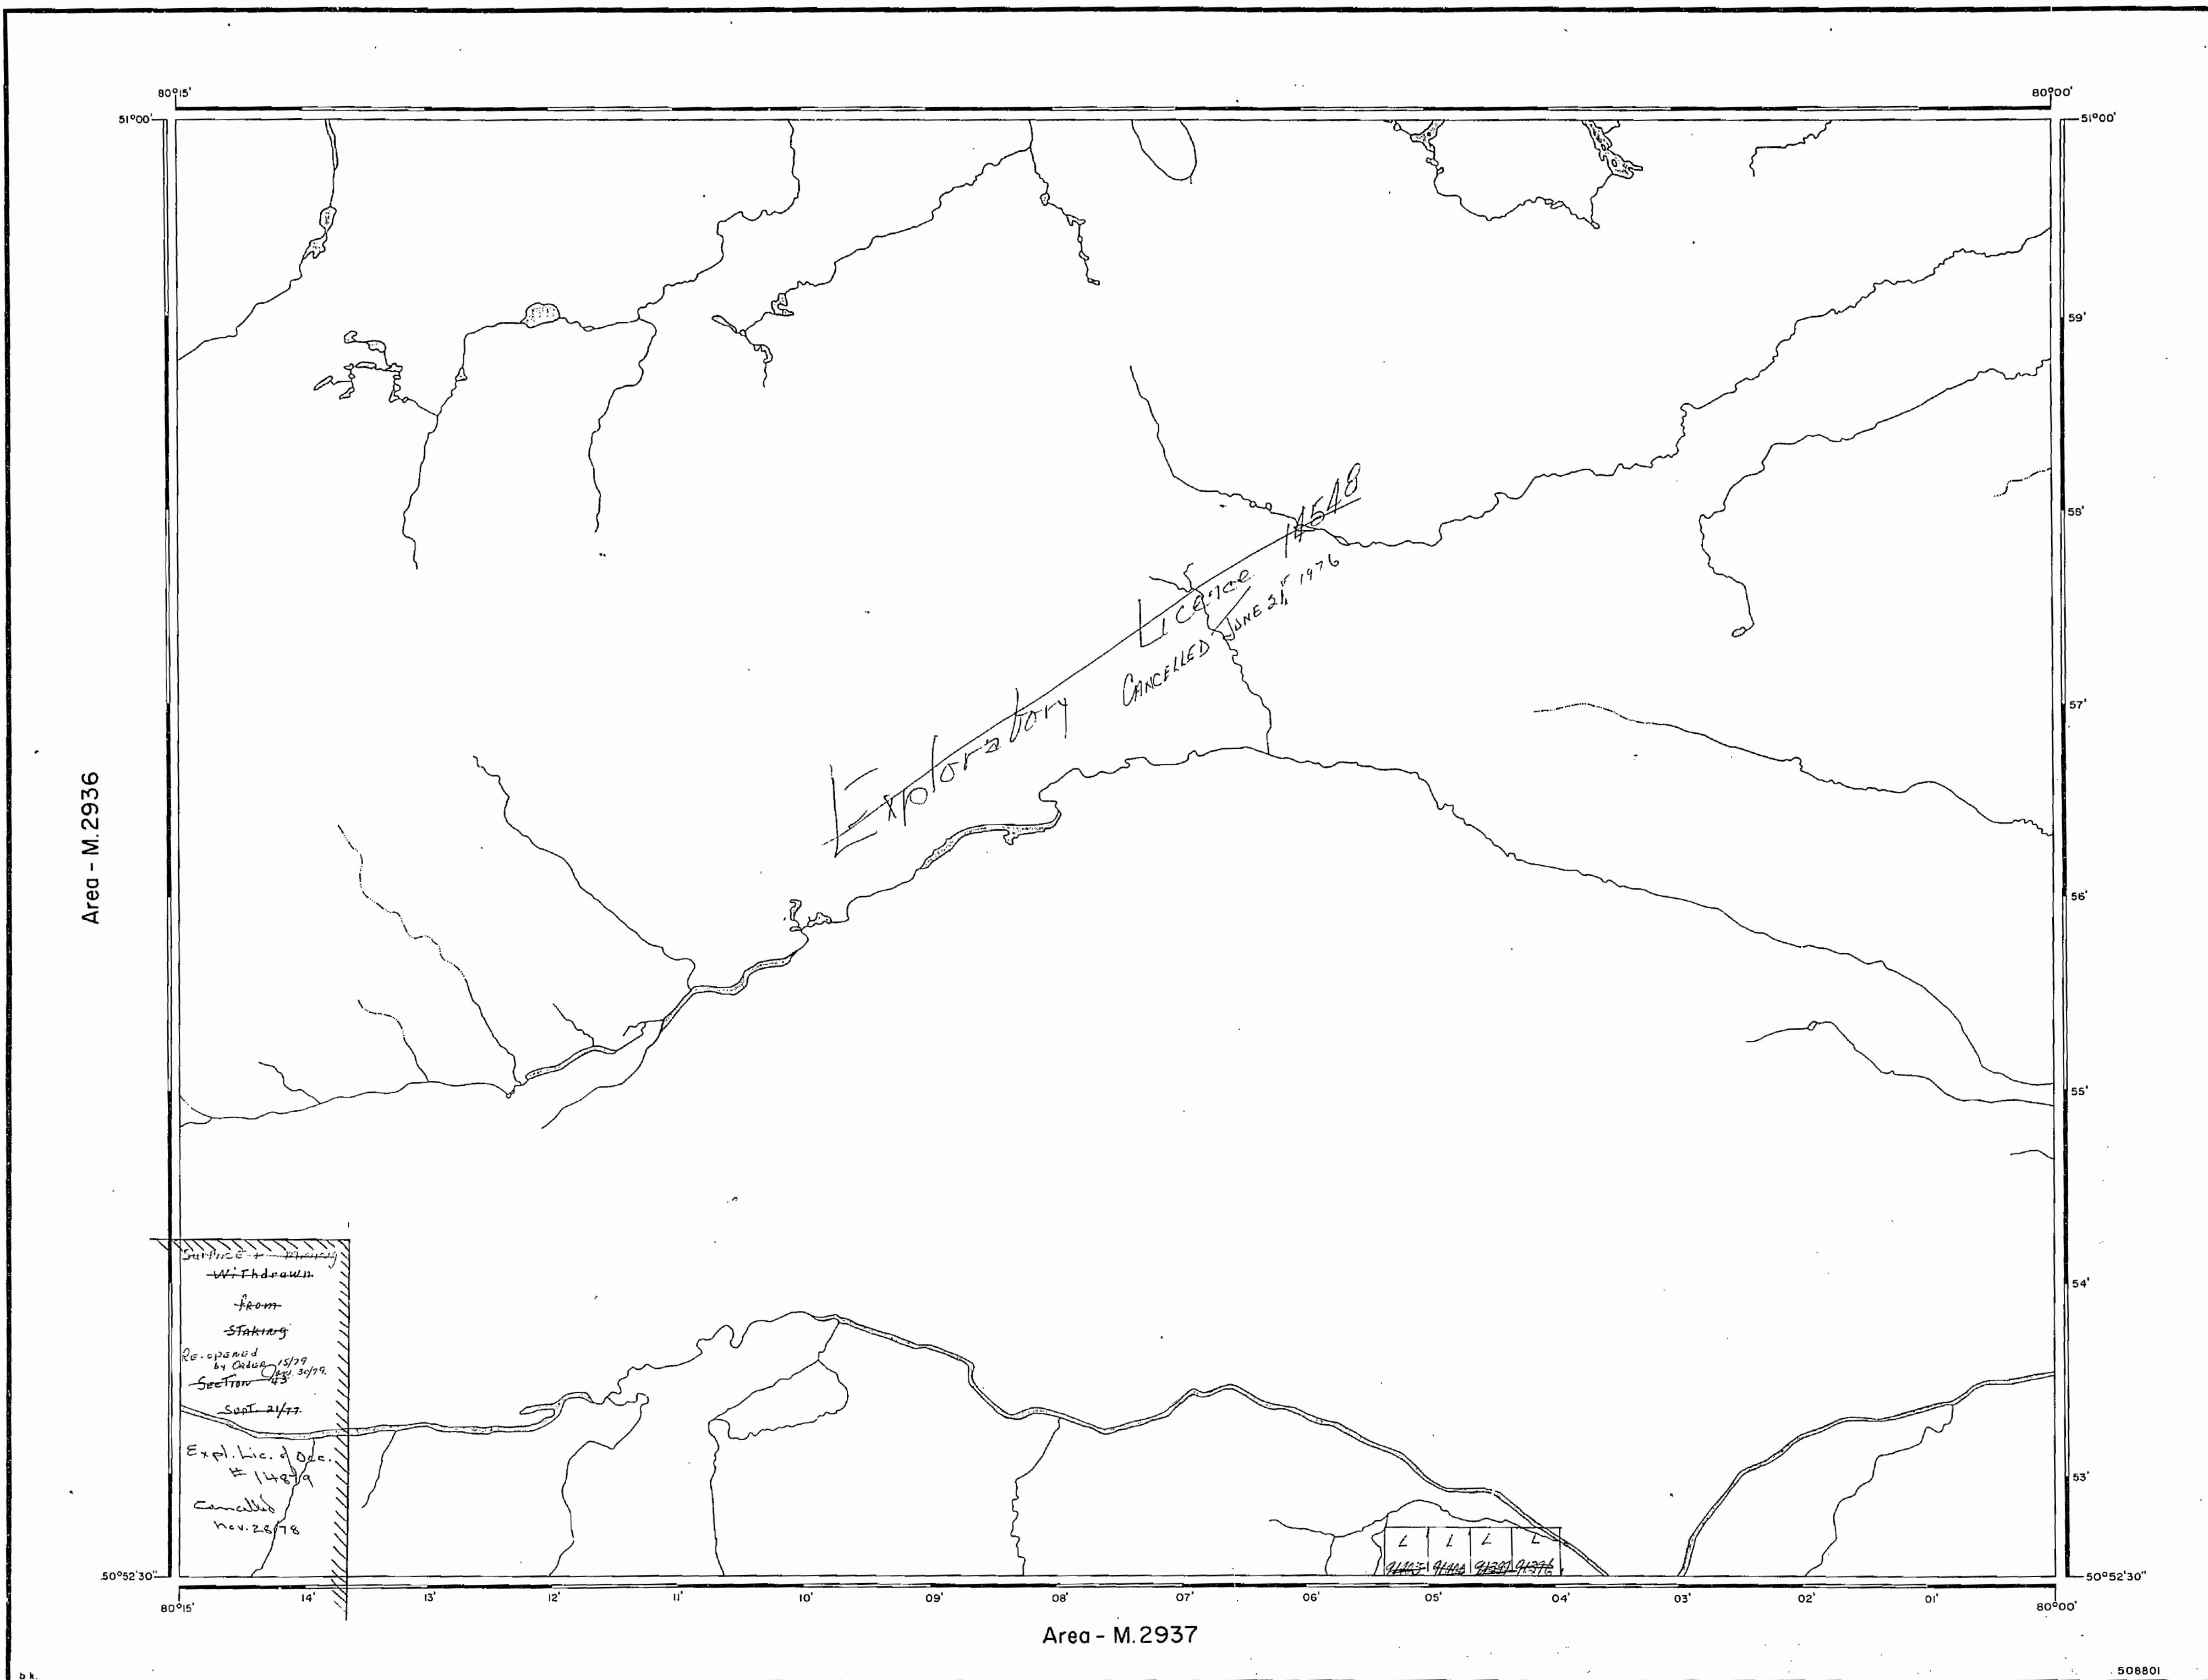 80°15'
80°00'
51°00'
51°00'
59'
58'
Exploratory Licence 14548
CANCELLED JUNE 21st 1976
57'
Area - M.2936
56'
55'
54'
Surface + Mining
Withdrawn
from
STAKING
RE-OPENED
by ORDER 15/79
30/79.
SECTION 43
Sept. 21/77.
Expl. Lic. of Occ.
# 14879
Cancelled
Nov. 28/78
53'
L L L L
50°52'30"
50°52'30"
80°15'
14'
13'
12'
11'
10'
09'
08'
07'
06'
05'
04'
03'
02'
01'
80°00'
Area - M.2937
b k.
508801